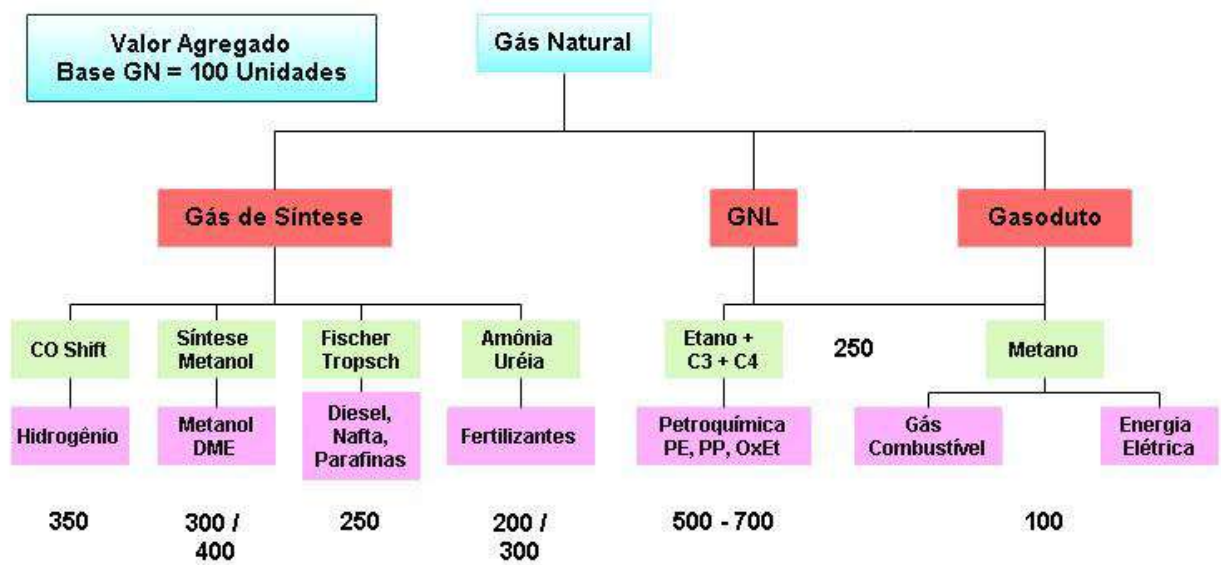 Valor Agregado
Base GN = 100 Unidades
Gás Natural
Gás de Síntese
GNL
Gasoduto
CO Shift
Síntese
Metanol
Fischer
Tropsch
Amônia
Uréia
Etano +
C3 + C4
250
Metano
Hidrogênio
Metanol
DME
Diesel,
Nafta,
Parafinas
Fertilizantes
Petroquímica
PE, PP, OxEt
Gás
Combustível
Energia
Elétrica
350
300 /
400
250
200 /
300
500 - 700
100